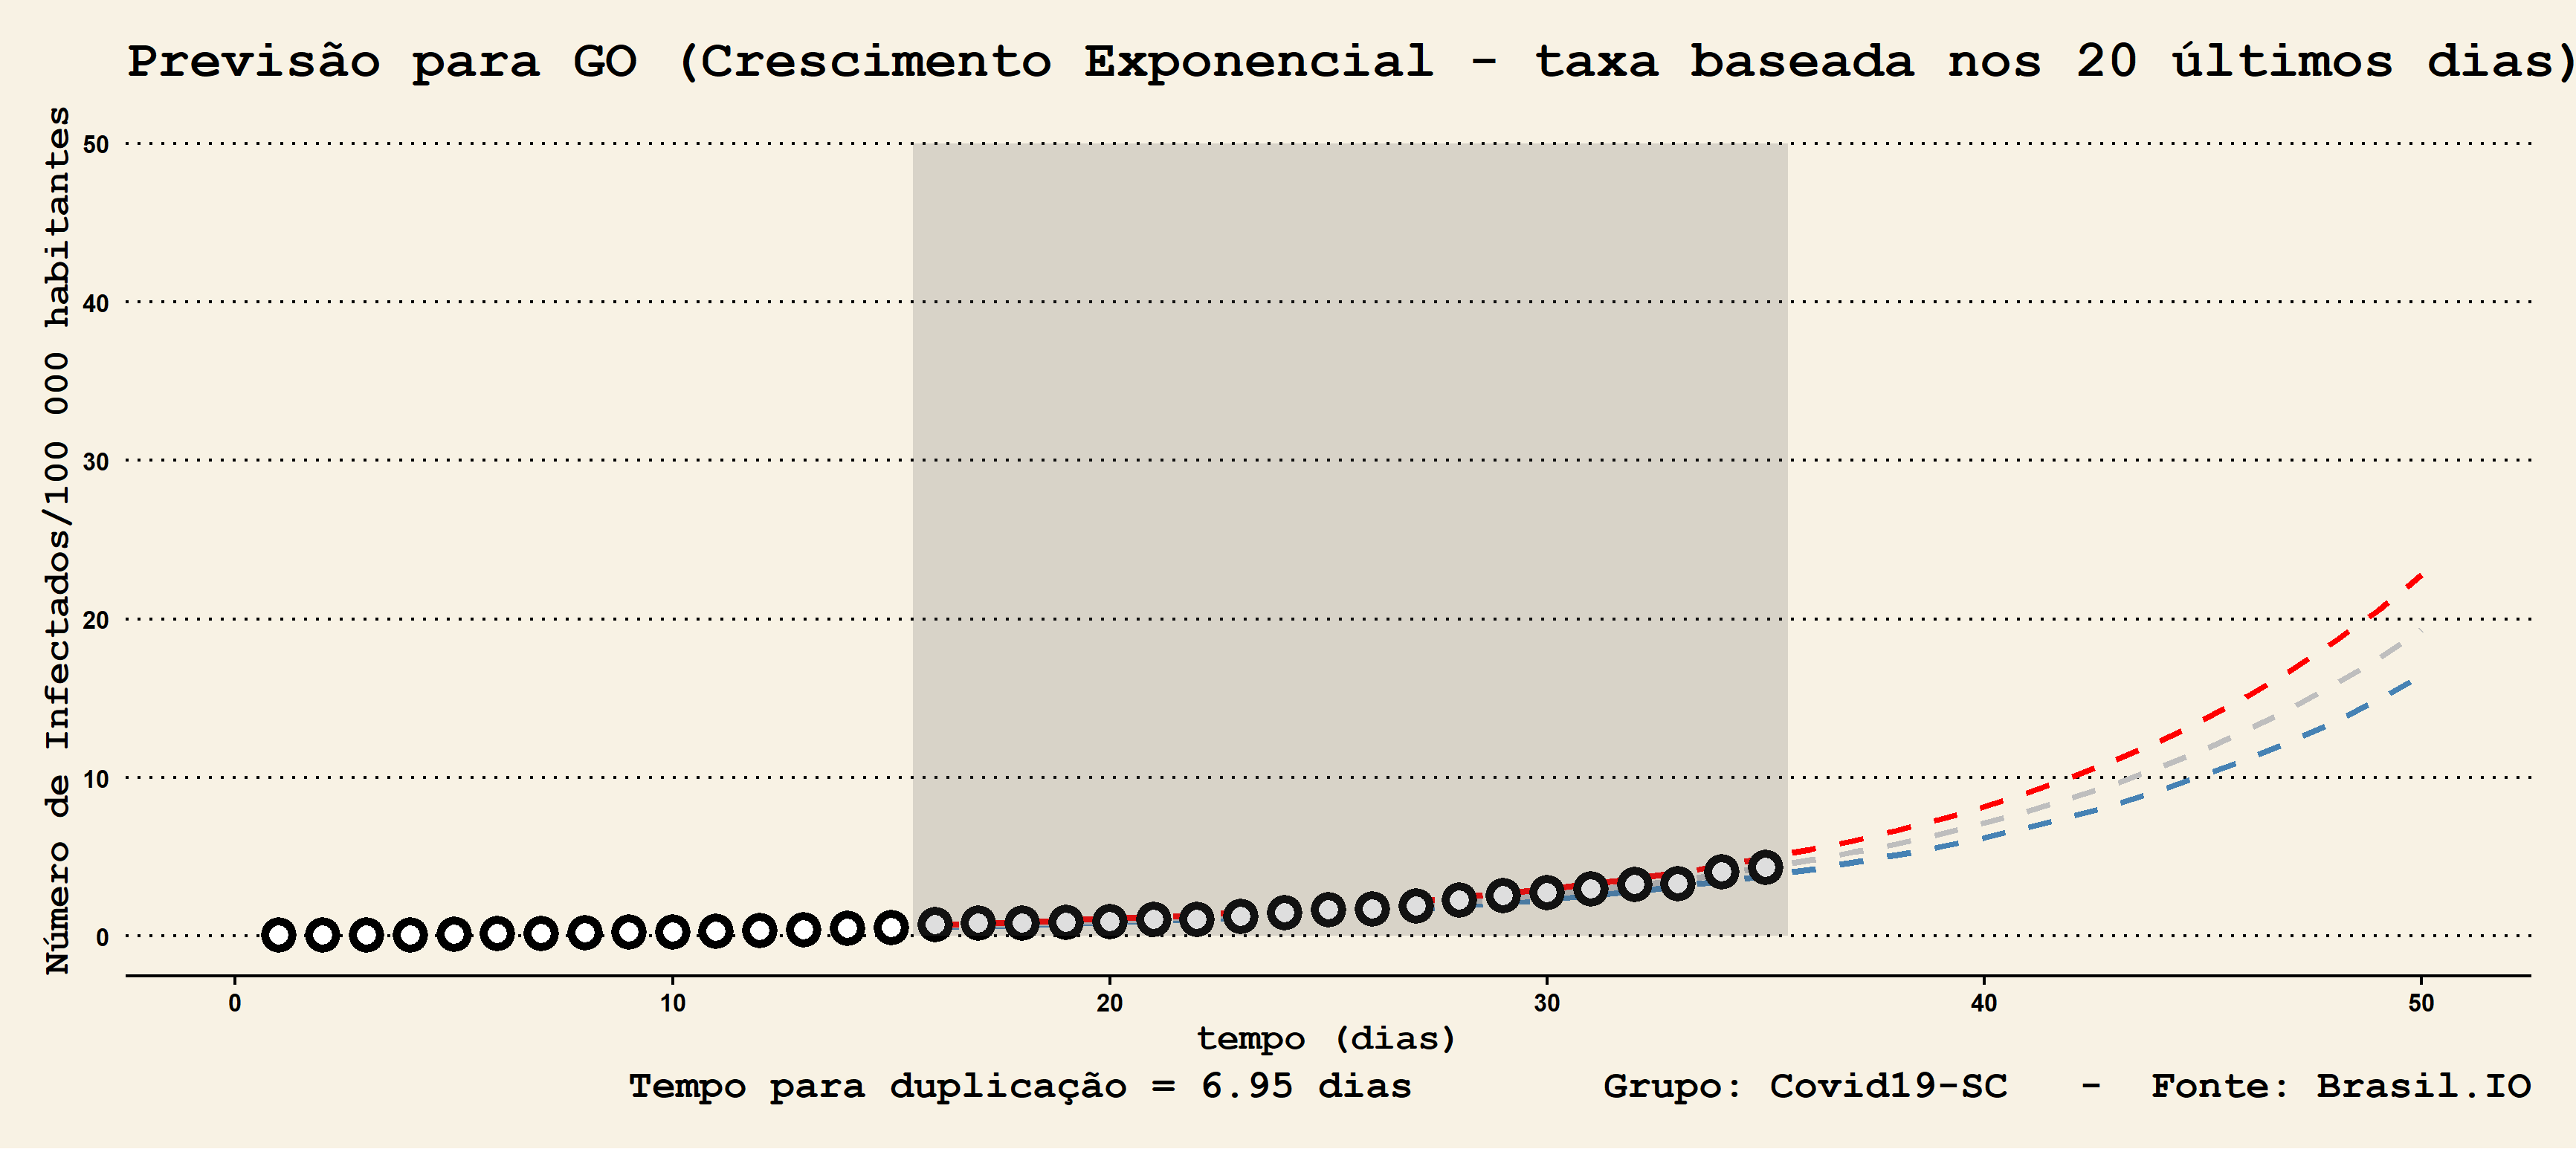 Previsão para GO (Crescimento Exponencial - taxa baseada nos 20 últimos dias)
Número de Infectados/100 000 habitantes
50
40
30
20
10
0
0 10 20 30 40 50
tempo (dias)
Tempo para duplicação = 6.95 dias Grupo: Covid19-SC - Fonte: Brasil.IO